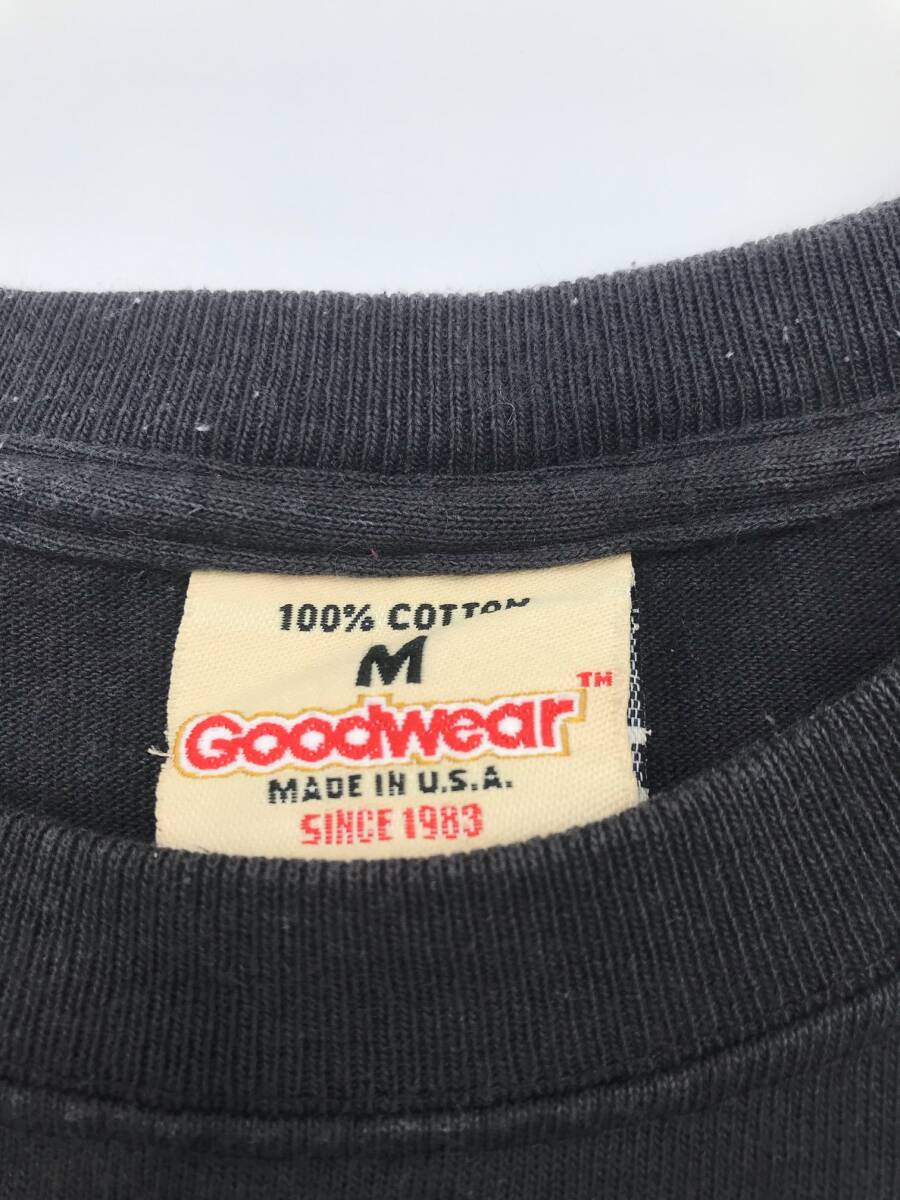 100% COTTON
M
Goodwear™
MADE IN U.S.A.
SINCE 1983